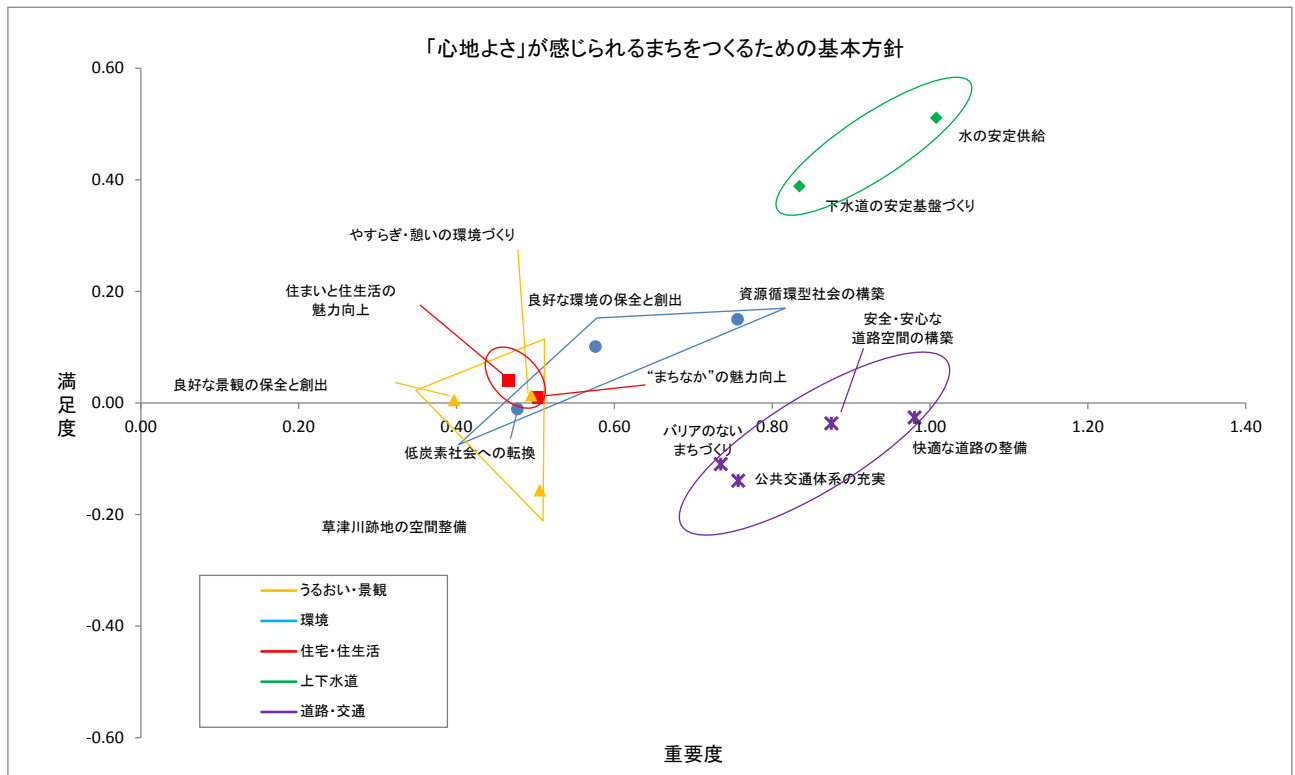 「心地よさ」が感じられるまちをつくるための基本方針
0.60
水の安定供給
0.40
下水道の安定基盤づくり
やすらぎ・憩いの環境づくり
住まいと住生活の
魅力向上
良好な環境の保全と創出
資源循環型社会の構築
0.20
安全・安心な
道路空間の構築
良好な景観の保全と創出
“まちなか”の魅力向上
満足度
0.00
0.00
0.20
0.40
0.60
0.80
1.00
1.20
1.40
バリアのない
まちづくり
低炭素社会への転換
快適な道路の整備
公共交通体系の充実
-0.20
草津川跡地の空間整備
-0.40
-0.60
うるおい・景観
環境
住宅・住生活
上下水道
道路・交通
重要度